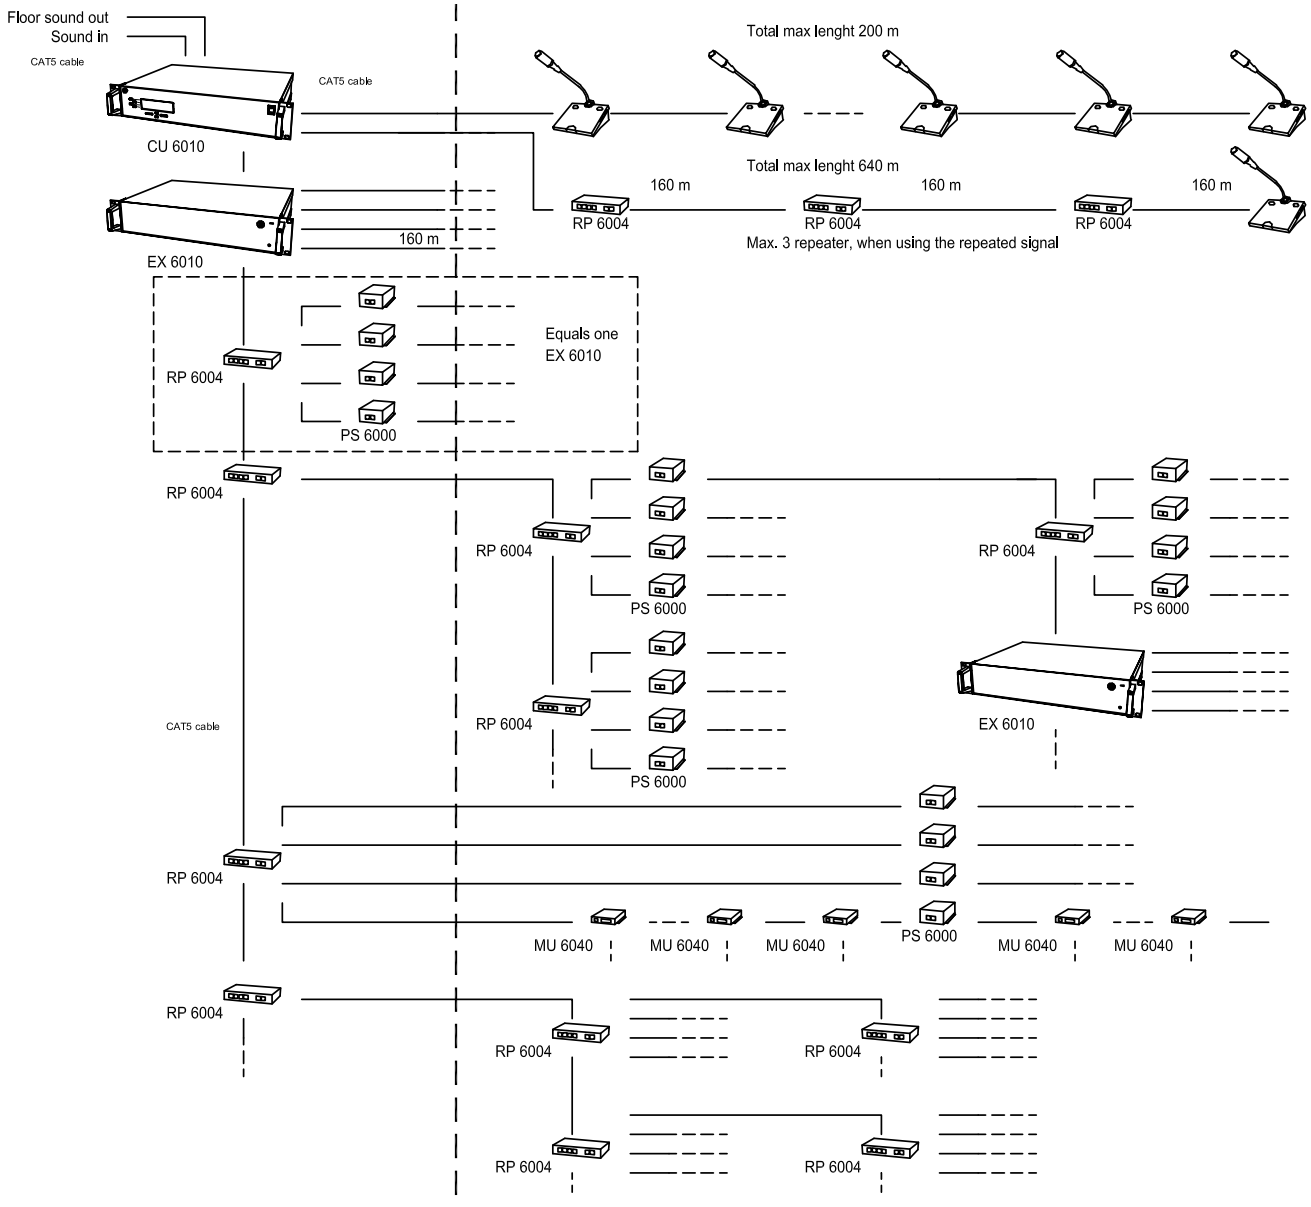 Floor sound out
Sound in
CAT5 cable
CAT5 cable
Total max lenght 200 m
CU 6010
Total max lenght 640 m
160 m
160 m
160 m
RP 6004
RP 6004
RP 6004
160 m
Max. 3 repeater, when using the repeated signal
EX 6010
Equals one
EX 6010
RP 6004
PS 6000
RP 6004
RP 6004
RP 6004
PS 6000
PS 6000
RP 6004
EX 6010
CAT5 cable
PS 6000
RP 6004
PS 6000
MU 6040
MU 6040
MU 6040
MU 6040
MU 6040
RP 6004
RP 6004
RP 6004
RP 6004
RP 6004